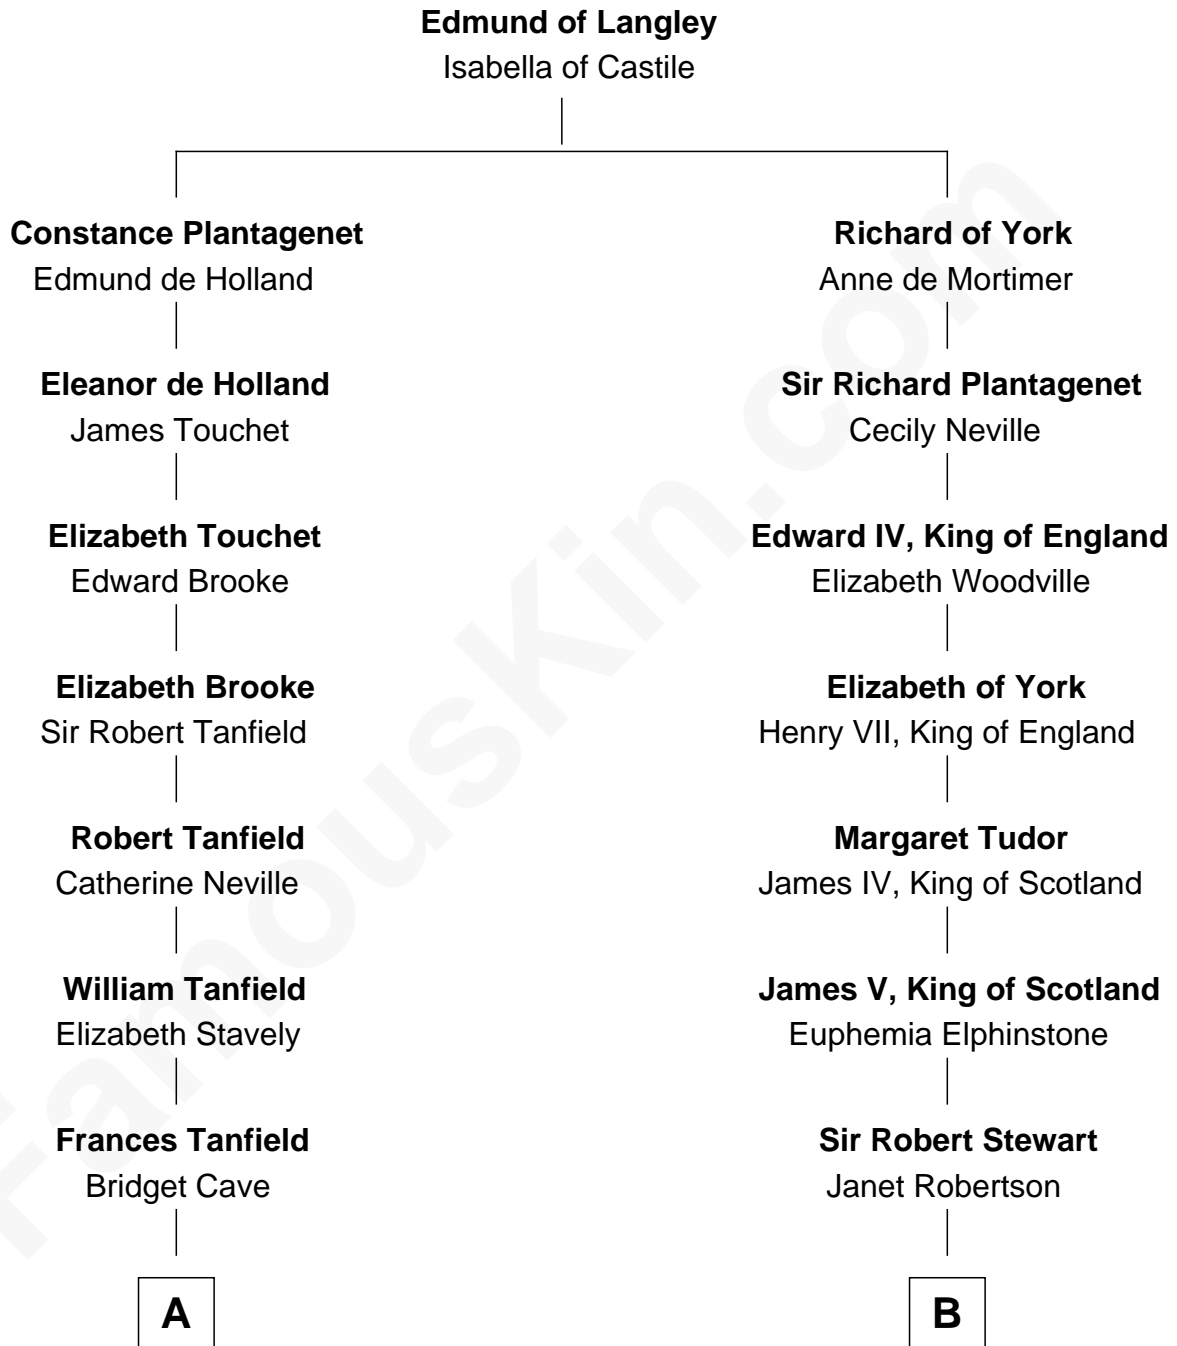 Edmund of Langley
Isabella of Castile
Constance Plantagenet
Edmund de Holland
Eleanor de Holland
James Touchet
Elizabeth Touchet
Edward Brooke
Elizabeth Brooke
Sir Robert Tanfield
Robert Tanfield
Catherine Neville
William Tanfield
Elizabeth Stavely
Frances Tanfield
Bridget Cave
A
Richard of York
Anne de Mortimer
Sir Richard Plantagenet
Cecily Neville
Edward IV, King of England
Elizabeth Woodville
Elizabeth of York
Henry VII, King of England
Margaret Tudor
James IV, King of Scotland
James V, King of Scotland
Euphemia Elphinstone
Sir Robert Stewart
Janet Robertson
B
FamousKin.com